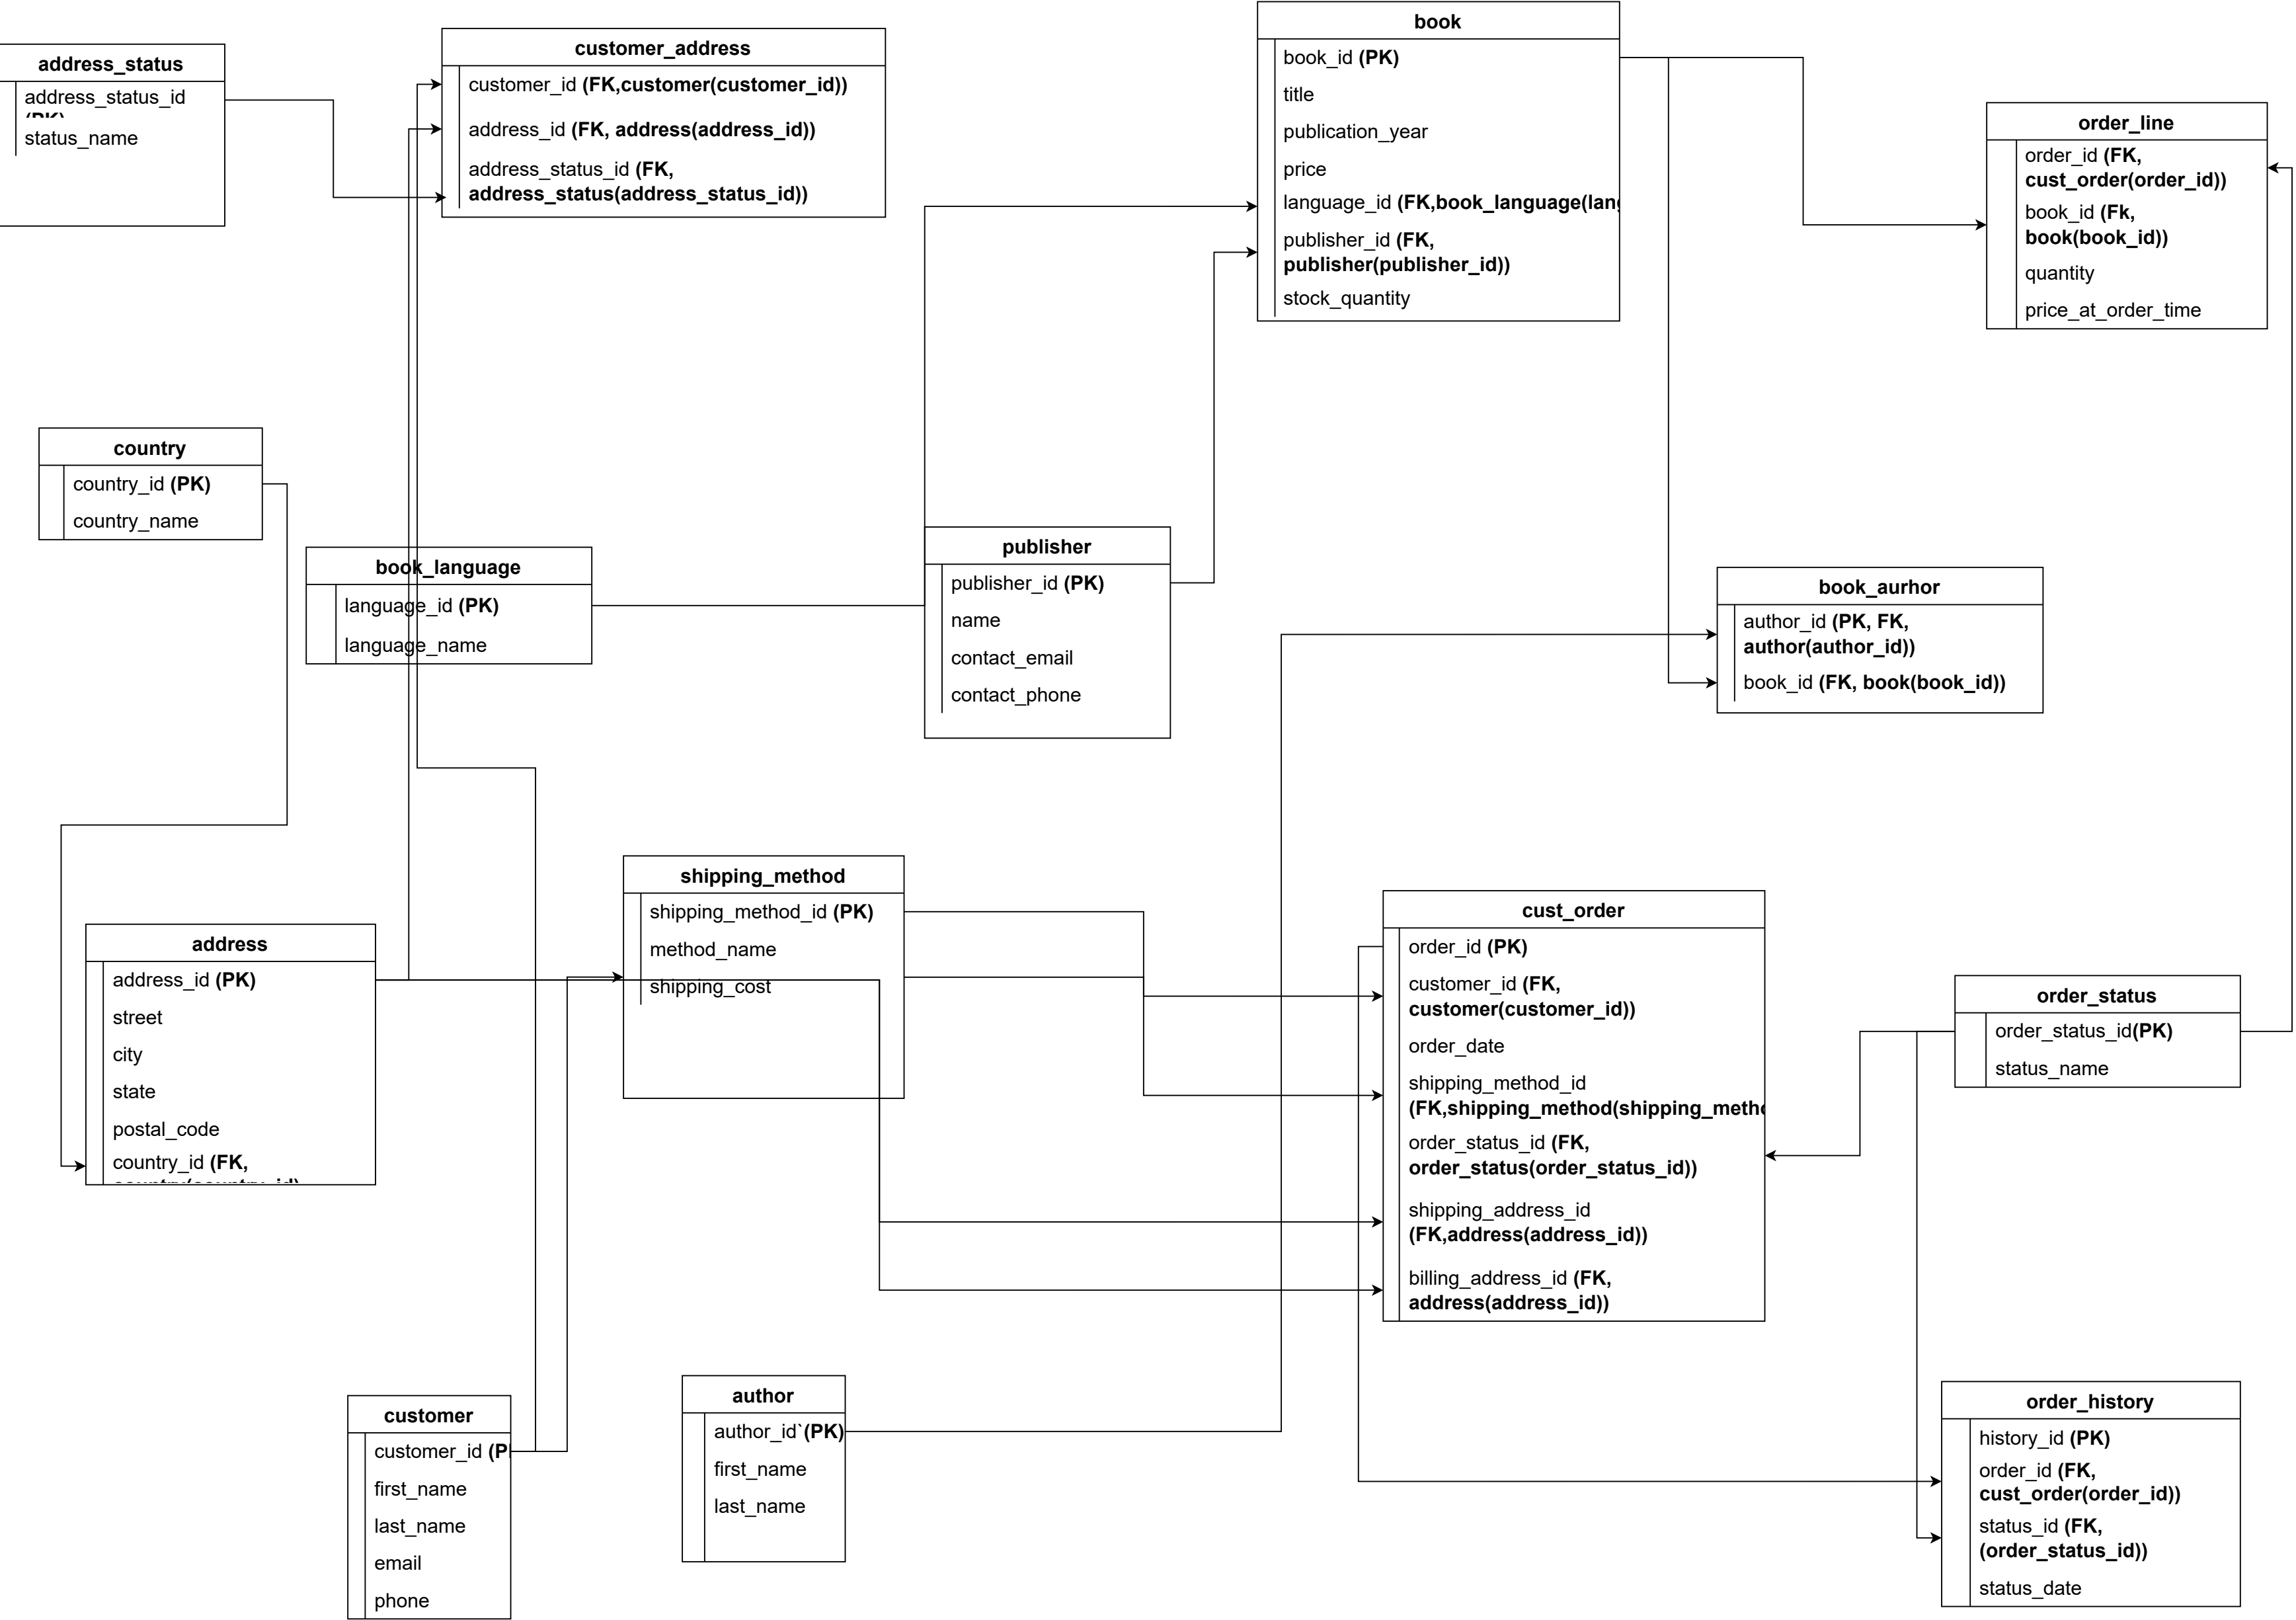 address_status
address_status_id
status_name
customer_address
customer_id (FK,customer(customer_id))
address_id (FK, address(address_id))
address_status_id (FK,
address_status(address_status_id))
book
book_id (PK)
title
publication_year
price
language_id (FK,book_language(lang
publisher_id (FK,
publisher(publisher_id))
stock_quantity
order_line
order_id (FK,
cust_order(order_id))
book_id (Fk,
book(book_id))
quantity
price_at_order_time
country
country_id (PK)
country_name
book_language
language_id (PK)
language_name
publisher
publisher_id (PK)
name
contact_email
contact_phone
book_aurhor
author_id (PK, FK,
author(author_id))
book_id (FK, book(book_id))
address
address_id (PK)
street
city
state
postal_code
country_id (FK,
shipping_method
shipping_method_id (PK)
method_name
shipping_cost
cust_order
order_id (PK)
customer_id (FK,
customer(customer_id))
order_date
shipping_method_id
(FK,shipping_method(shipping_metho
order_status_id (FK,
order_status(order_status_id))
shipping_address_id
(FK,address(address_id))
billing_address_id (FK,
address(address_id))
order_status
order_status_id(PK)
status_name
customer
customer_id (P
first_name
last_name
email
phone
author
author_id`(PK)
first_name
last_name
order_history
history_id (PK)
order_id (FK,
cust_order(order_id))
status_id (FK,
(order_status_id))
status_date